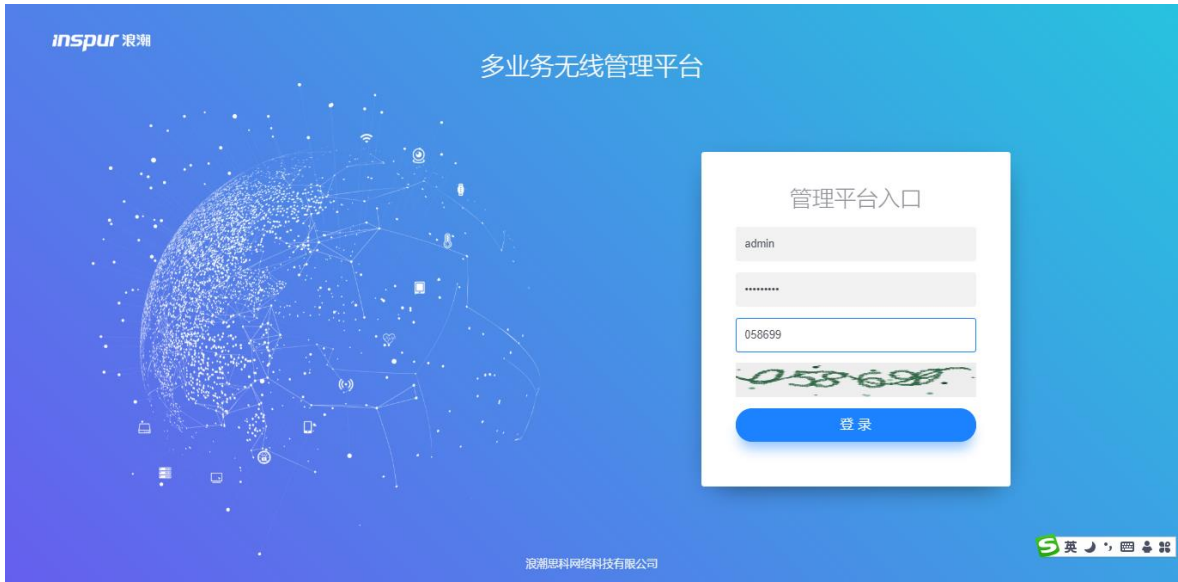 inspur 浪潮
多业务无线管理平台
管理平台入口
admin
•••••••••
058699
058699
登录
浪潮思科网络科技有限公司
英